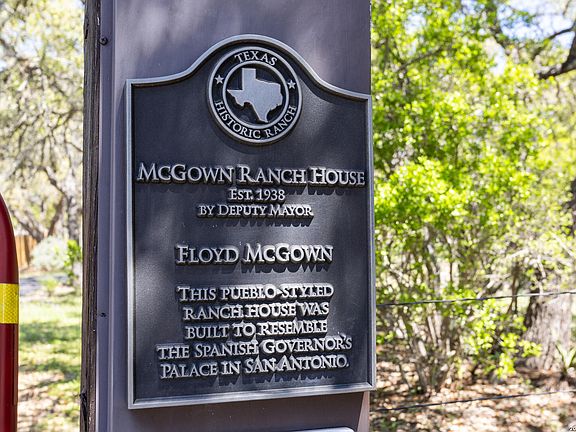 TEXAS
HISTORIC RANCH
McGown Ranch House
Est. 1938
by Deputy Mayor
Floyd McGown
This pueblo-styled
ranch house was
built to resemble
the Spanish Governor's
Palace in San Antonio.